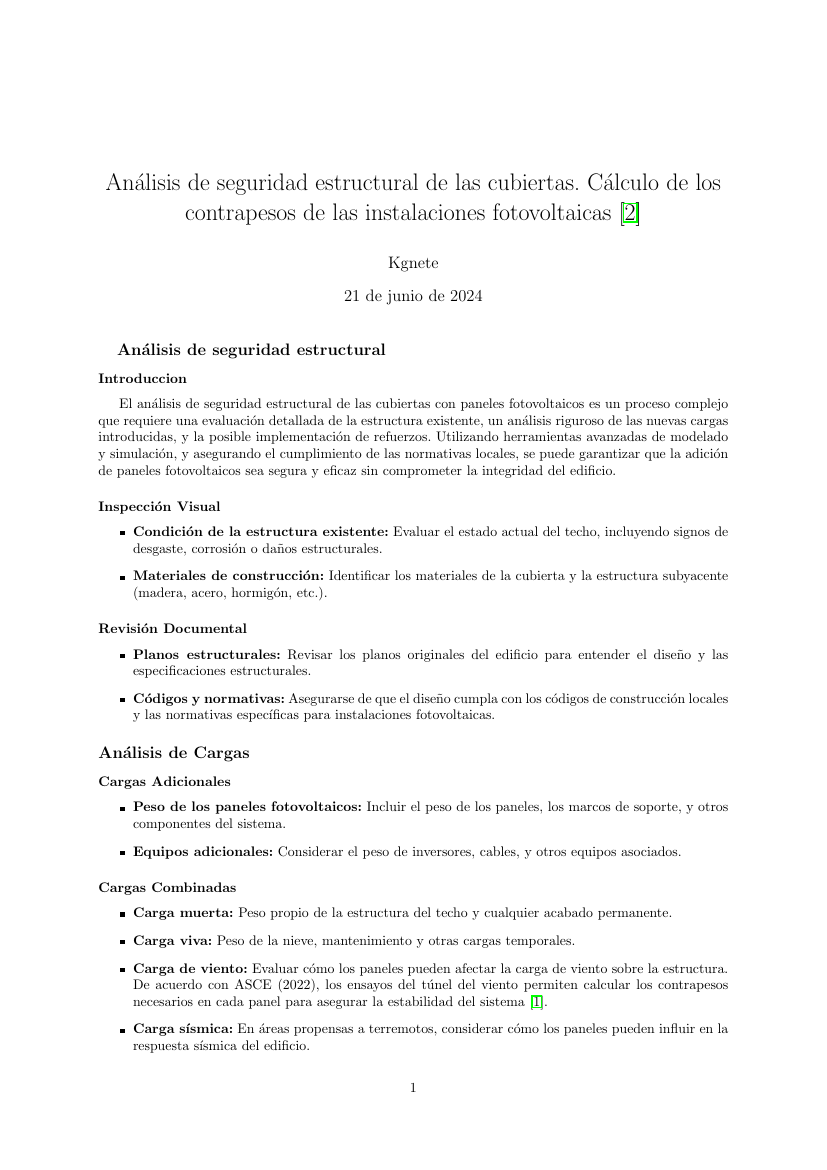 Análisis de seguridad estructural de las cubiertas. Cálculo de los
contrapesos de las instalaciones fotovoltaicas [2]
Kgnete
21 de junio de 2024
Análisis de seguridad estructural
Introduccion
El análisis de seguridad estructural de las cubiertas con paneles fotovoltaicos es un proceso complejo
que requiere una evaluación detallada de la estructura existente, un análisis riguroso de las nuevas cargas
introducidas, y la posible implementación de refuerzos. Utilizando herramientas avanzadas de modelado
y simulación, y asegurando el cumplimiento de las normativas locales, se puede garantizar que la adición
de paneles fotovoltaicos sea segura y eficaz sin comprometer la integridad del edificio.
Inspección Visual
▪ Condición de la estructura existente: Evaluar el estado actual del techo, incluyendo signos de
desgaste, corrosión o daños estructurales.
▪ Materiales de construcción: Identificar los materiales de la cubierta y la estructura subyacente
(madera, acero, hormigón, etc.).
Revisión Documental
▪ Planos estructurales: Revisar los planos originales del edificio para entender el diseño y las
especificaciones estructurales.
▪ Códigos y normativas: Asegurarse de que el diseño cumpla con los códigos de construcción locales
y las normativas específicas para instalaciones fotovoltaicas.
Análisis de Cargas
Cargas Adicionales
▪ Peso de los paneles fotovoltaicos: Incluir el peso de los paneles, los marcos de soporte, y otros
componentes del sistema.
▪ Equipos adicionales: Considerar el peso de inversores, cables, y otros equipos asociados.
Cargas Combinadas
▪ Carga muerta: Peso propio de la estructura del techo y cualquier acabado permanente.
▪ Carga viva: Peso de la nieve, mantenimiento y otras cargas temporales.
▪ Carga de viento: Evaluar cómo los paneles pueden afectar la carga de viento sobre la estructura.
De acuerdo con ASCE (2022), los ensayos del túnel del viento permiten calcular los contrapesos
necesarios en cada panel para asegurar la estabilidad del sistema [1].
▪ Carga sísmica: En áreas propensas a terremotos, considerar cómo los paneles pueden influir en la
respuesta sísmica del edificio.
1